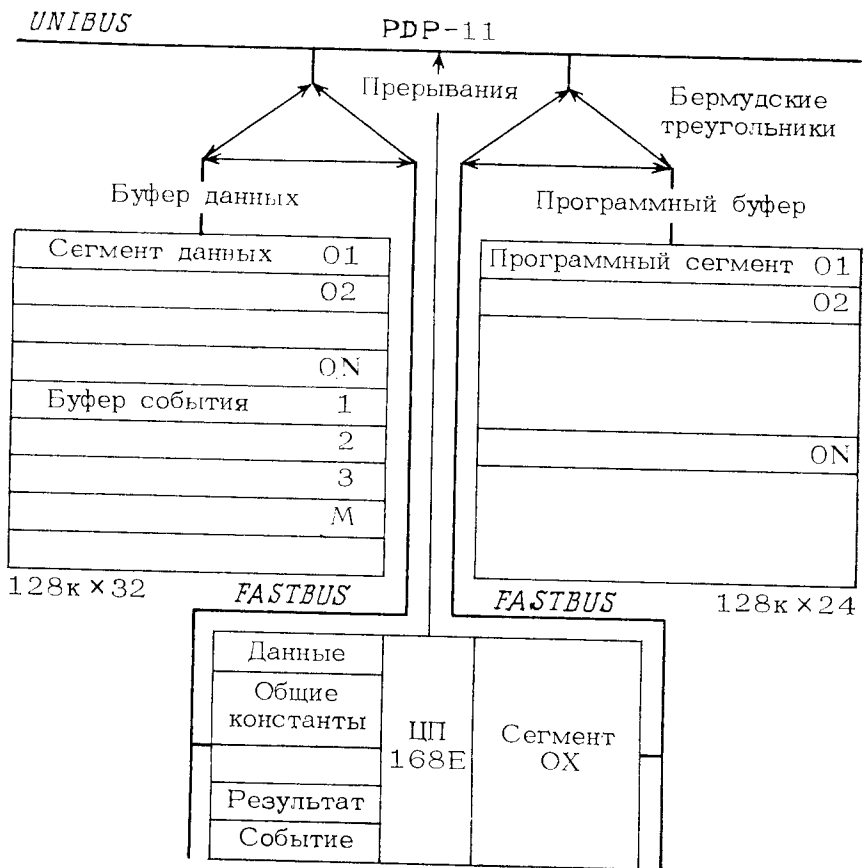 UNIBUS
PDP-11
Прерывания
Бермудские
треугольники
Буфер данных
Программный буфер
Сегмент данных 01
02
0N
Буфер события 1
2
3
М
128к × 32
Программный сегмент 01
02
0N
128к × 24
FASTBUS
FASTBUS
Данные
Общие
константы
Результат
Событие
ЦП
168E
Сегмент
0X